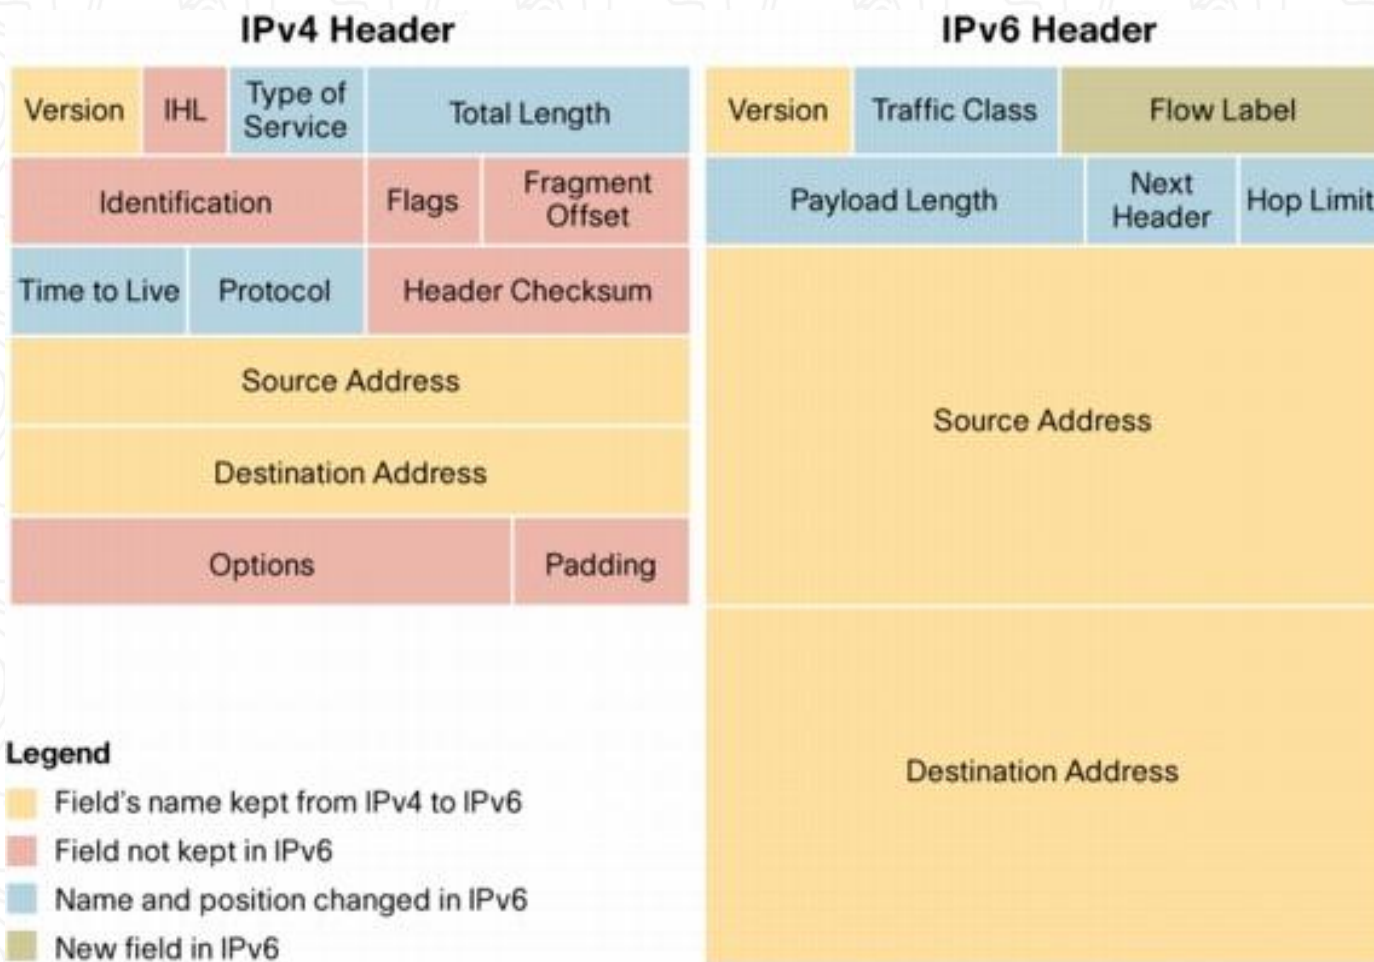 IPv4 Header
IPv6 Header
Version
IHL
Type of
Service
Total Length
Identification
Flags
Fragment
Offset
Time to Live
Protocol
Header Checksum
Source Address
Destination Address
Options
Padding
Version
Traffic Class
Flow Label
Payload Length
Next
Header
Hop Limit
Source Address
Destination Address
Legend
Field's name kept from IPv4 to IPv6
Field not kept in IPv6
Name and position changed in IPv6
New field in IPv6